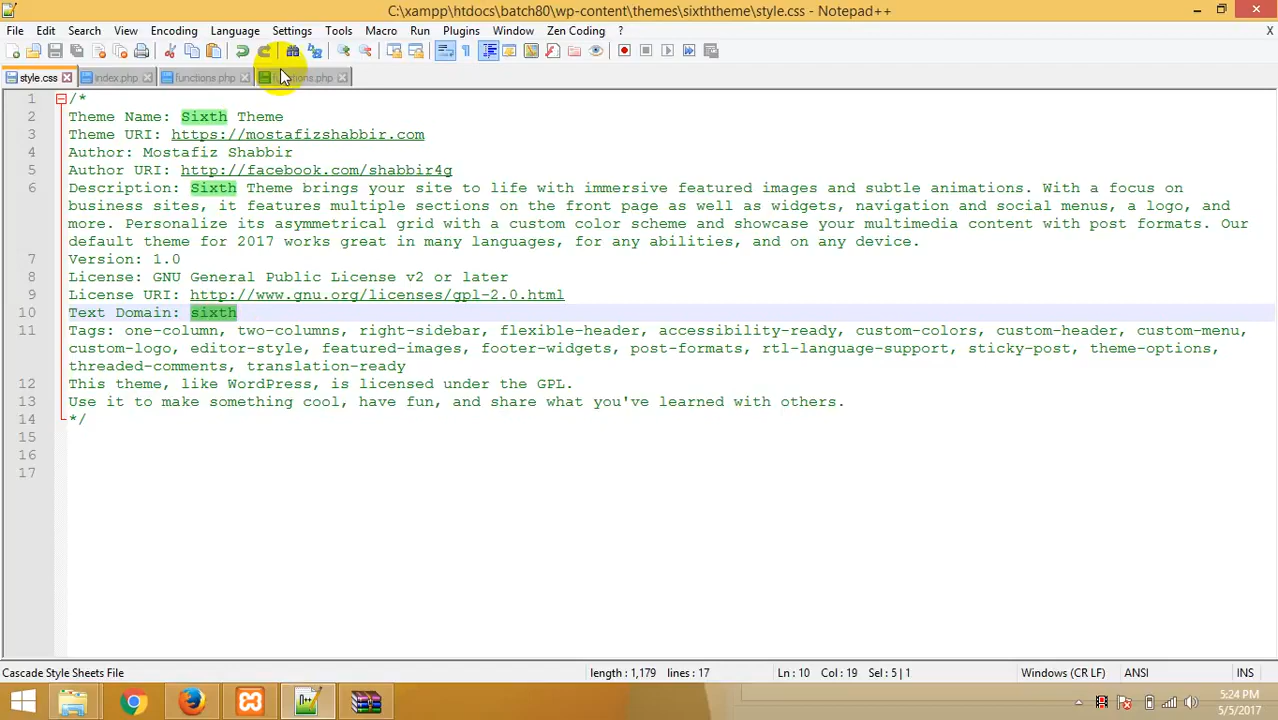 C:\xampp\htdocs\batch80\wp-content\themes\sixththeme\style.css - Notepad++
File Edit Search View Encoding Language Settings Tools Macro Run Plugins Window Zen Coding ? X
style.css index.php functions.php functions.php
1 /*
2 Theme Name: Sixth Theme
3 Theme URI: https://mostafizshabbir.com
4 Author: Mostafiz Shabbir
5 Author URI: http://facebook.com/shabbir4g
6 Description: Sixth Theme brings your site to life with immersive featured images and subtle animations. With a focus on
business sites, it features multiple sections on the front page as well as widgets, navigation and social menus, a logo, and
more. Personalize its asymmetrical grid with a custom color scheme and showcase your multimedia content with post formats. Our
default theme for 2017 works great in many languages, for any abilities, and on any device.
7 Version: 1.0
8 License: GNU General Public License v2 or later
9 License URI: http://www.gnu.org/licenses/gpl-2.0.html
10 Text Domain: sixth
11 Tags: one-column, two-columns, right-sidebar, flexible-header, accessibility-ready, custom-colors, custom-header, custom-menu,
custom-logo, editor-style, featured-images, footer-widgets, post-formats, rtl-language-support, sticky-post, theme-options,
threaded-comments, translation-ready
12 This theme, like WordPress, is licensed under the GPL.
13 Use it to make something cool, have fun, and share what you've learned with others.
14 */
15
16
17
Cascade Style Sheets File length : 1,179 lines : 17 Ln : 10 Col : 19 Sel : 5 | 1 Windows (CR LF) ANSI INS
5:24 PM
5/5/2017